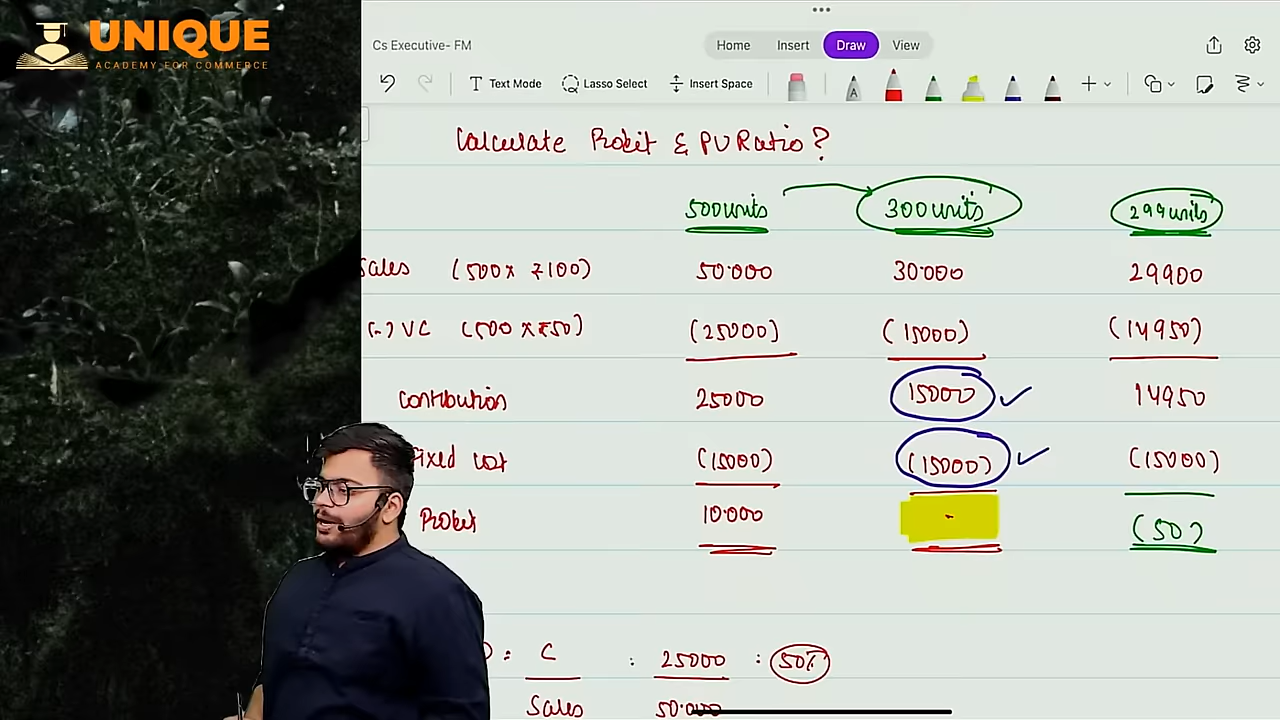 UNIQUE
ACADEMY FOR COMMERCE
Cs Executive- FM
Home Insert Draw View
Text Mode Lasso Select Insert Space
Calculate Profit & PV Ratio?
500 units 300 units 299 units
Sales (500 x ₹100) 50000 30000 29900
(-) VC (500 x ₹50) (25000) (15000) (14950)
Contribution 25000 15000 ✓ 14950
Fixed Cost (15000) (15000) ✓ (15000)
Profit 10000 - (50)
: C : 25000 : 50%
Sales 50000